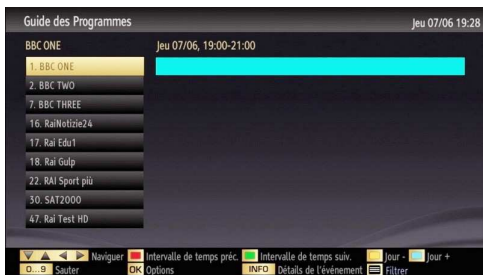 Guide des Programmes
Jeu 07/06 19:28
BBC ONE
Jeu 07/06, 19:00-21:00
1. BBC ONE
2. BBC TWO
7. BBC THREE
16. RaiNotizie24
17. Rai Edu1
18. Rai Gulp
22. RAI Sport più
30. SAT2000
47. Rai Test HD
Naviguer Intervalle de temps préc. Intervalle de temps suiv. Jour - Jour +
0...9 Sauter OK Options INFO Détails de l'évènement Filtrer